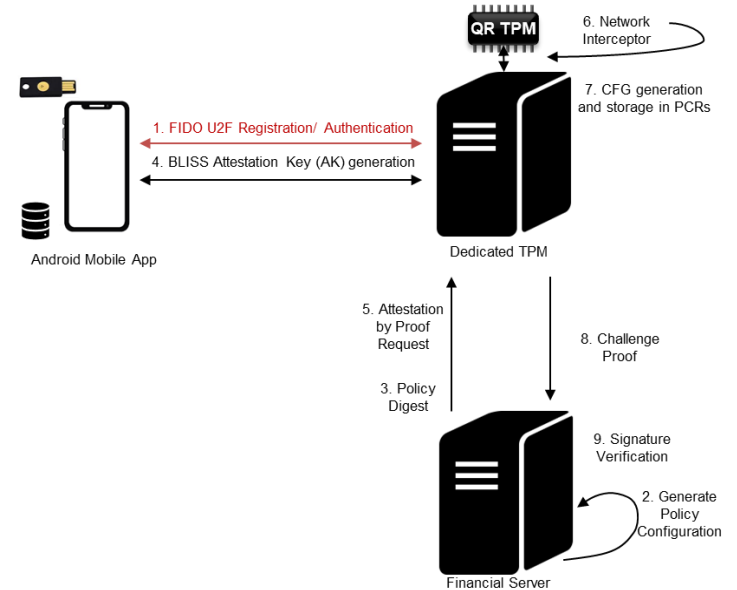 QR TPM
6. Network
Interceptor
7. CFG generation
and storage in PCRs
1. FIDO U2F Registration/ Authentication
4. BLISS Attestation Key (AK) generation
Dedicated TPM
Android Mobile App
5. Attestation
by Proof
Request
8. Challenge
Proof
3. Policy
Digest
9. Signature
Verification
2. Generate
Policy
Configuration
Financial Server